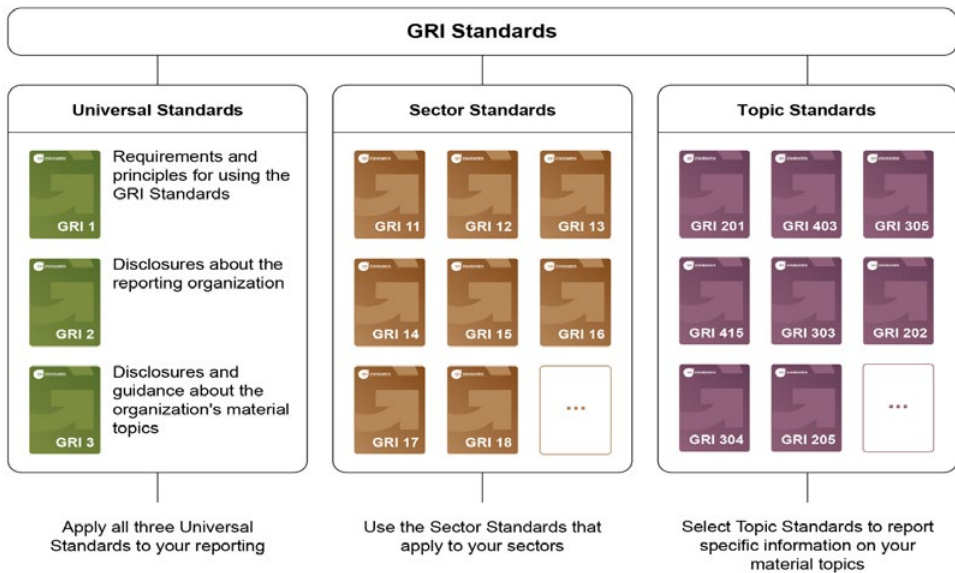 GRI Standards
Universal Standards
GRI 1
Requirements and
principles for using the
GRI Standards
GRI 2
Disclosures about the
reporting organization
GRI 3
Disclosures and
guidance about the
organization's material
topics
Apply all three Universal
Standards to your reporting
Sector Standards
GRI 11
GRI 12
GRI 13
GRI 14
GRI 15
GRI 16
GRI 17
GRI 18
...
Use the Sector Standards that
apply to your sectors
Topic Standards
GRI 201
GRI 403
GRI 305
GRI 415
GRI 303
GRI 202
GRI 304
GRI 205
...
Select Topic Standards to report
specific information on your
material topics